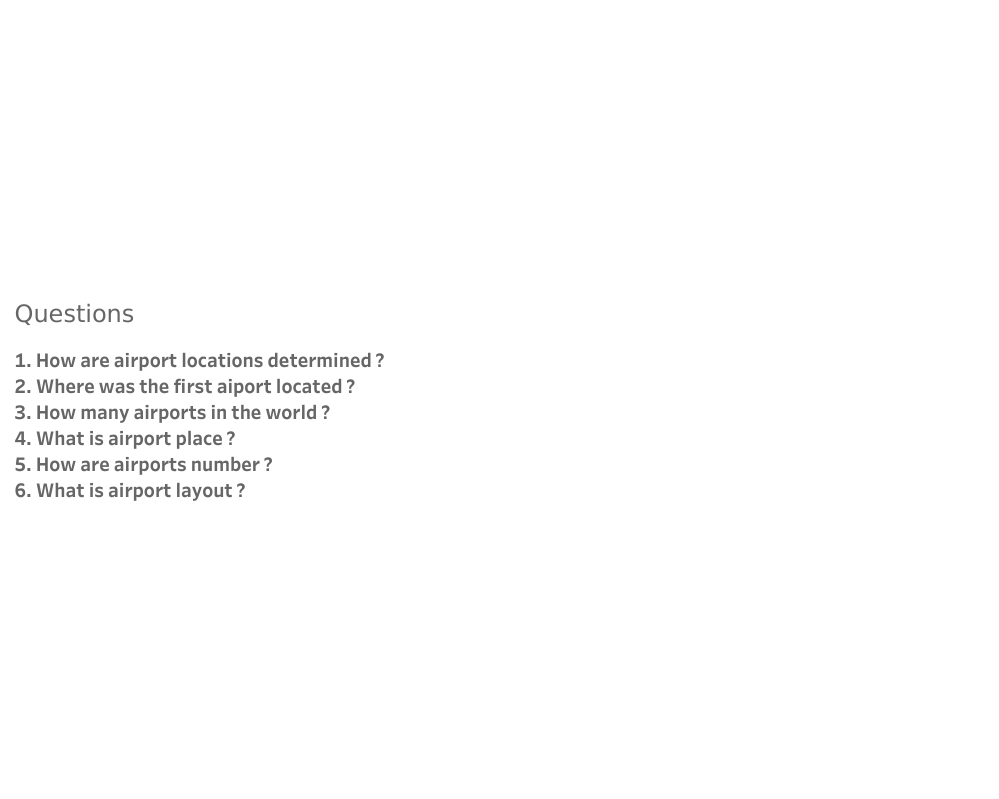 Questions
1. How are airport locations determined ?
2. Where was the first aiport located ?
3. How many airports in the world ?
4. What is airport place ?
5. How are airports number ?
6. What is airport layout ?